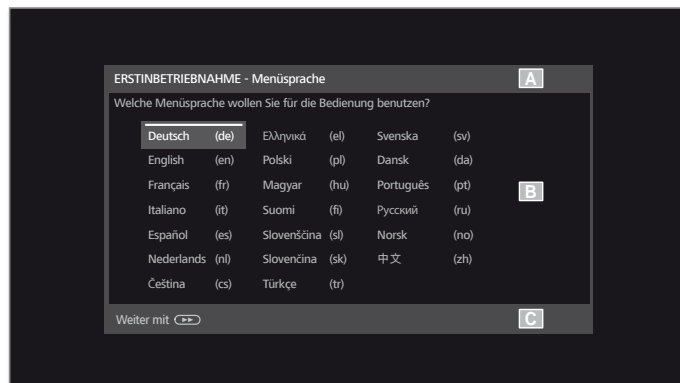 ERSTINBETRIEBNAHME - Menüsprache A
Welche Menüsprache wollen Sie für die Bedienung benutzen?
Deutsch (de) Ελληνικά (el) Svenska (sv)
English (en) Polski (pl) Dansk (da)
Français (fr) Magyar (hu) Português (pt) B
Italiano (it) Suomi (fi) Русский (ru)
Español (es) Slovenščina (sl) Norsk (no)
Nederlands (nl) Slovenčina (sk) 中文 (zh)
Čeština (cs) Türkçe (tr)
Weiter mit C